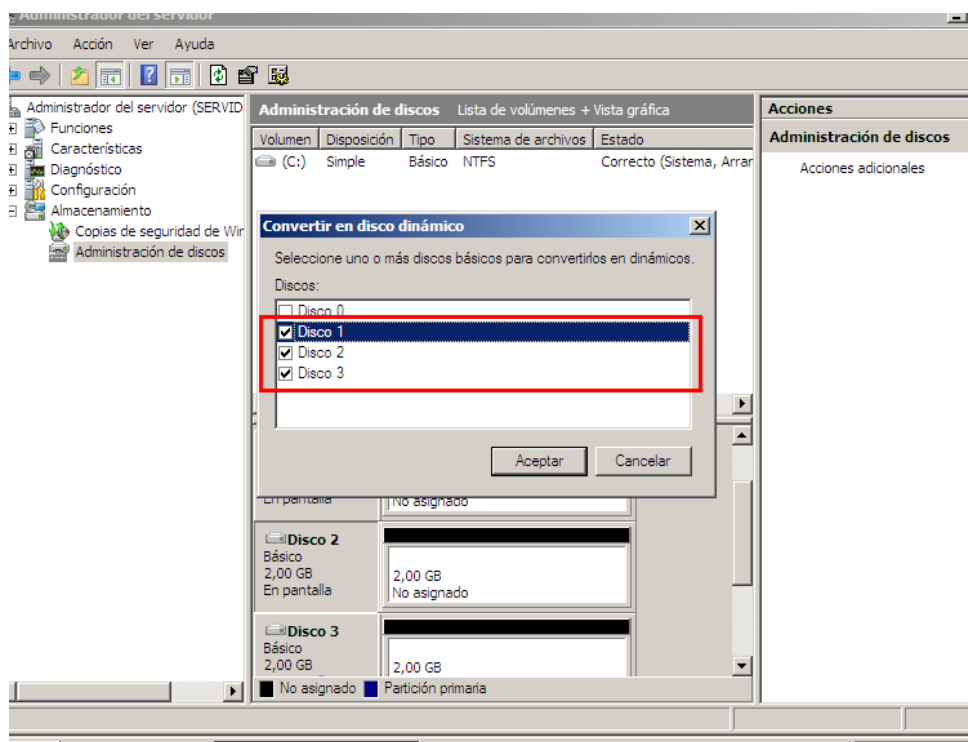 Administrador del servidor
Archivo Acción Ver Ayuda
Administrador del servidor (SERVID
Funciones
Características
Diagnóstico
Configuración
Almacenamiento
Copias de seguridad de Wir
Administración de discos
Administración de discos Lista de volúmenes + Vista gráfica
Volumen Disposición Tipo Sistema de archivos Estado
(C:) Simple Básico NTFS Correcto (Sistema, Arrar
Convertir en disco dinámico
Seleccione uno o más discos básicos para convertirlos en dinámicos.
Discos:
Disco 0
Disco 1
Disco 2
Disco 3
Aceptar Cancelar
En pantalla No asignado
Disco 2
Básico
2,00 GB 2,00 GB
En pantalla No asignado
Disco 3
Básico
2,00 GB 2,00 GB
No asignado Partición primaria
Acciones
Administración de discos
Acciones adicionales